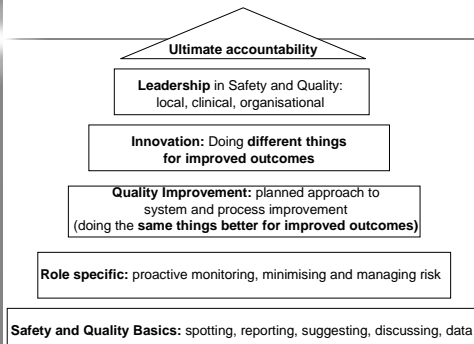 Ultimate accountability
Leadership in Safety and Quality:
local, clinical, organisational
Innovation: Doing different things
for improved outcomes
Quality Improvement: planned approach to
system and process improvement
(doing the same things better for improved outcomes)
Role specific: proactive monitoring, minimising and managing risk
Safety and Quality Basics: spotting, reporting, suggesting, discussing, data